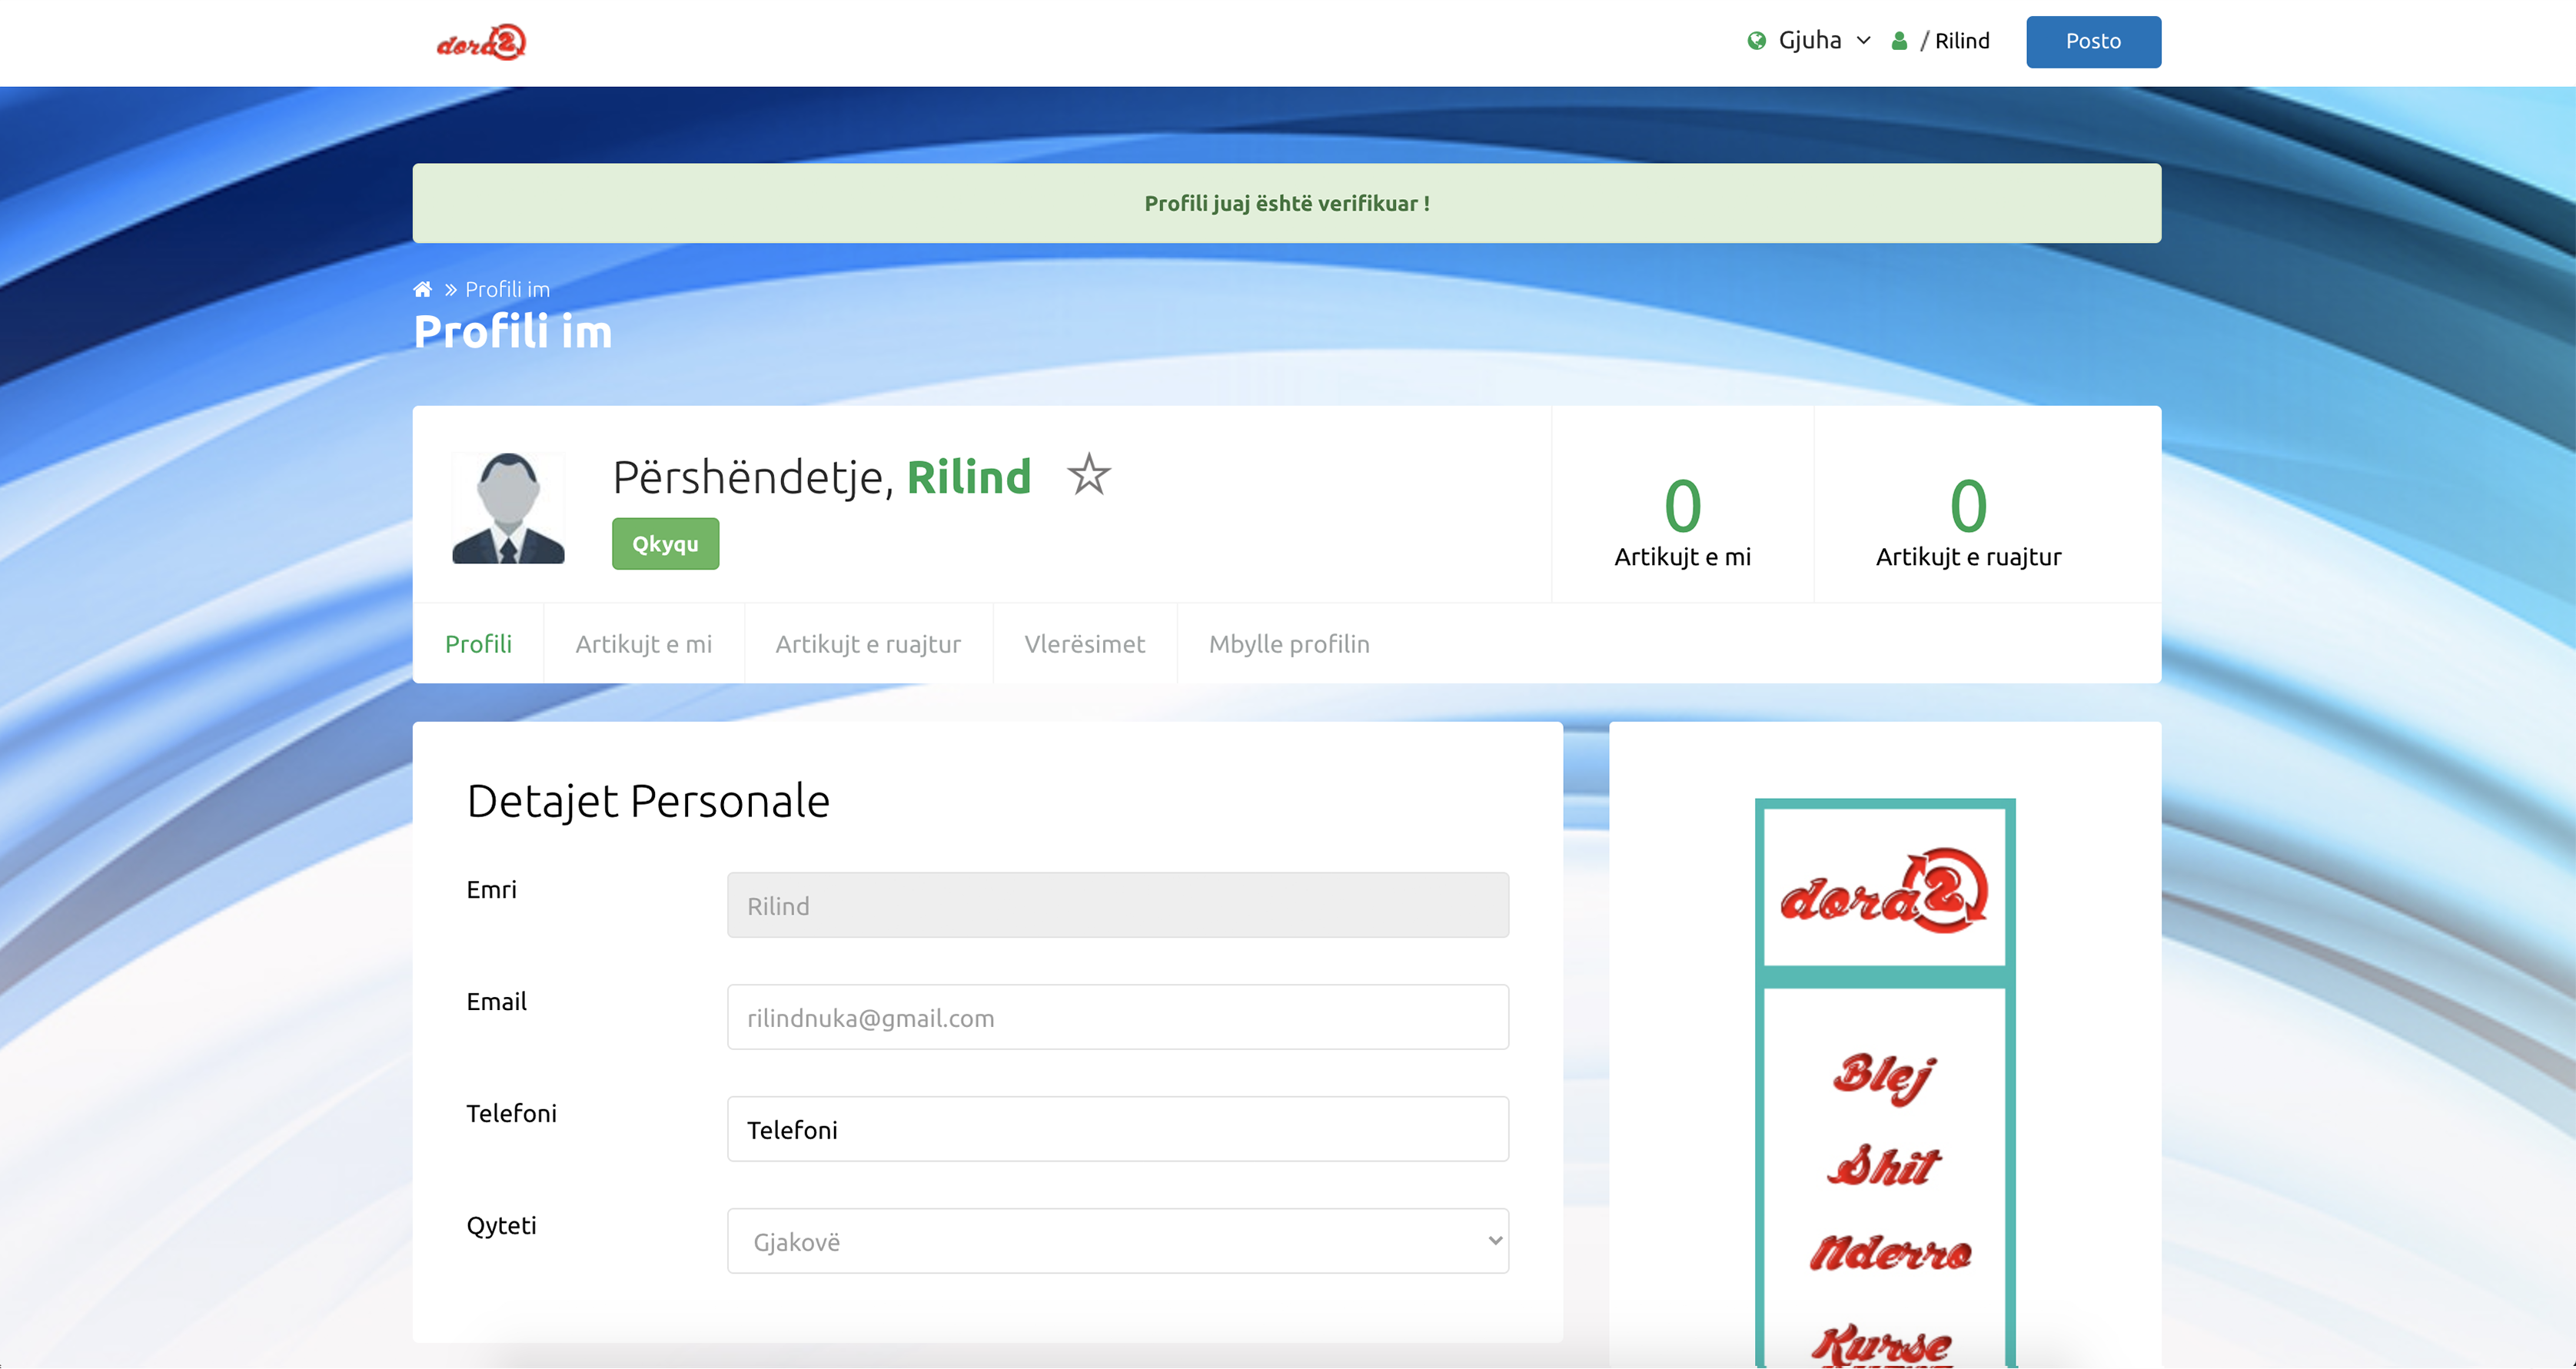 dora2
Gjuha
/ Rilind
Posto
Profili juaj është verifikuar !
» Profili im
Profili im
Përshëndetje, Rilind
Qkyqu
0
Artikujt e mi
0
Artikujt e ruajtur
Profili
Artikujt e mi
Artikujt e ruajtur
Vlerësimet
Mbylle profilin
Detajet Personale
Emri
Rilind
Email
rilindnuka@gmail.com
Telefoni
Telefoni
Qyteti
Gjakovë
dora2
Blej
Shit
Nderro
Kurse